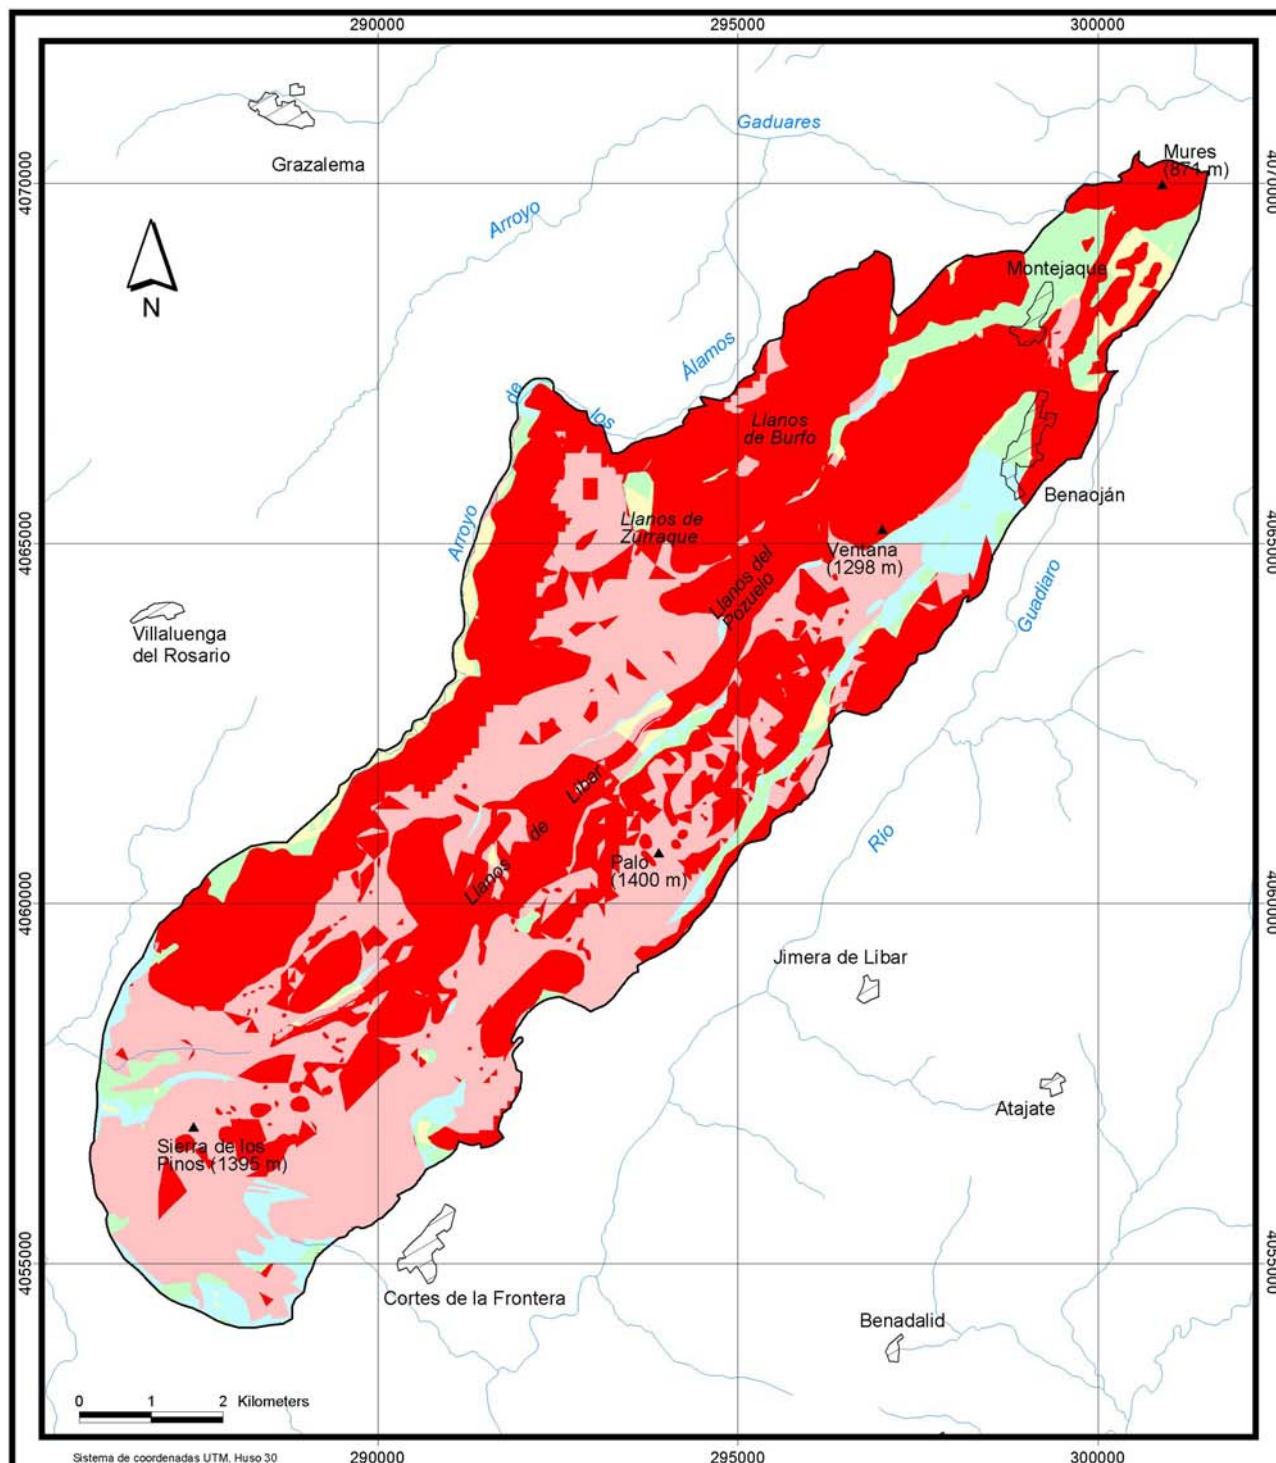 290000
295000
300000
Gaduares
Grazalema
Mures
(871 m)
4070000
4070000
Arroyo
N
Montejaque
Álamos
de
los
Llanos
de Burfo
Benaoján
Llanos de
Zurraque
Arroyo
4065000
4065000
Ventana
(1298 m)
Llanos del
Pozuelo
Guadiaro
Villaluenga
del Rosario
Líbar
de
Llanos
Río
Palo
(1400 m)
4060000
4060000
Jimera de Libar
Atajate
Sierra de los
Pinos (1395 m)
4055000
4055000
Cortes de la Frontera
Benadalid
0 1 2 Kilometers
290000
295000
300000
Sistema de coordenadas UTM. Huso 30